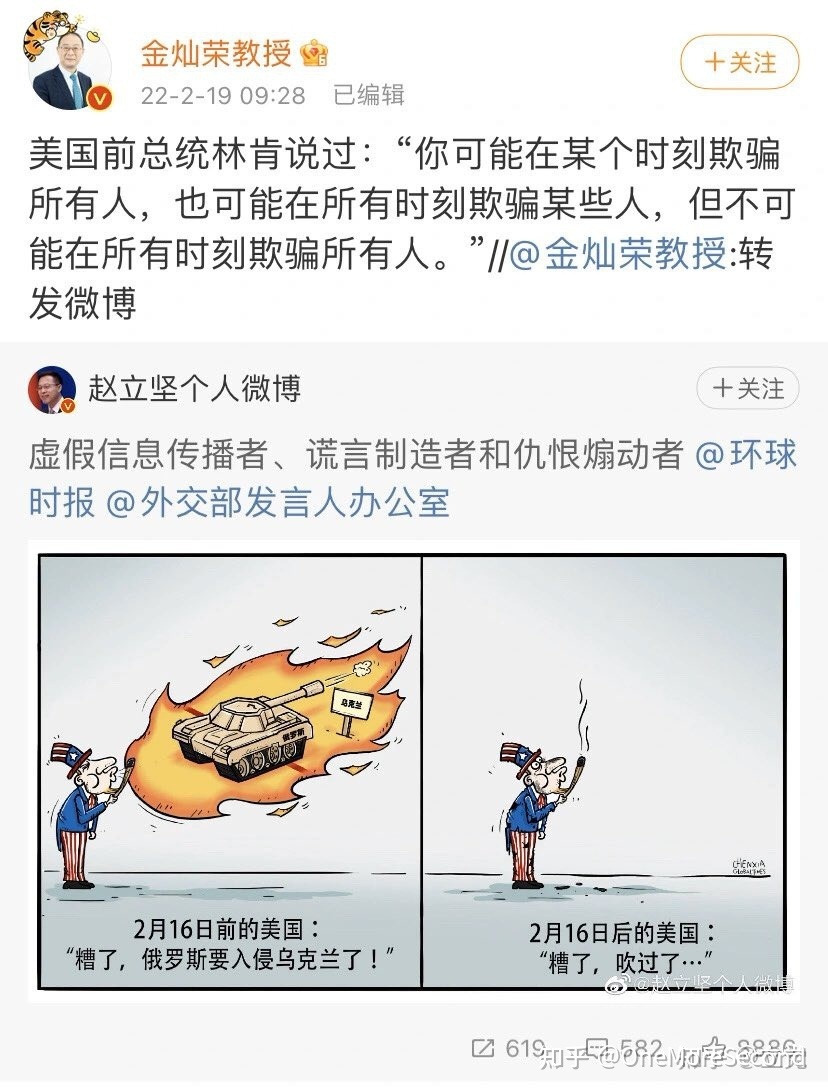 金灿荣教授
+关注
22-2-19 09:28 已编辑
美国前总统林肯说过：“你可能在某个时刻欺骗
所有人，也可能在所有时刻欺骗某些人，但不可
能在所有时刻欺骗所有人。”//@金灿荣教授:转
发微博
赵立坚个人微博
+关注
虚假信息传播者、谎言制造者和仇恨煽动者 @环球
时报 @外交部发言人办公室
乌克兰
俄罗斯
CHENXIA
GLOBALTIMES
2月16日前的美国：
“糟了，俄罗斯要入侵乌克兰了！”
2月16日后的美国：
“糟了，吹过了…”
@赵立坚个人微博
619 582 8886
知乎 @OneMoreSecond